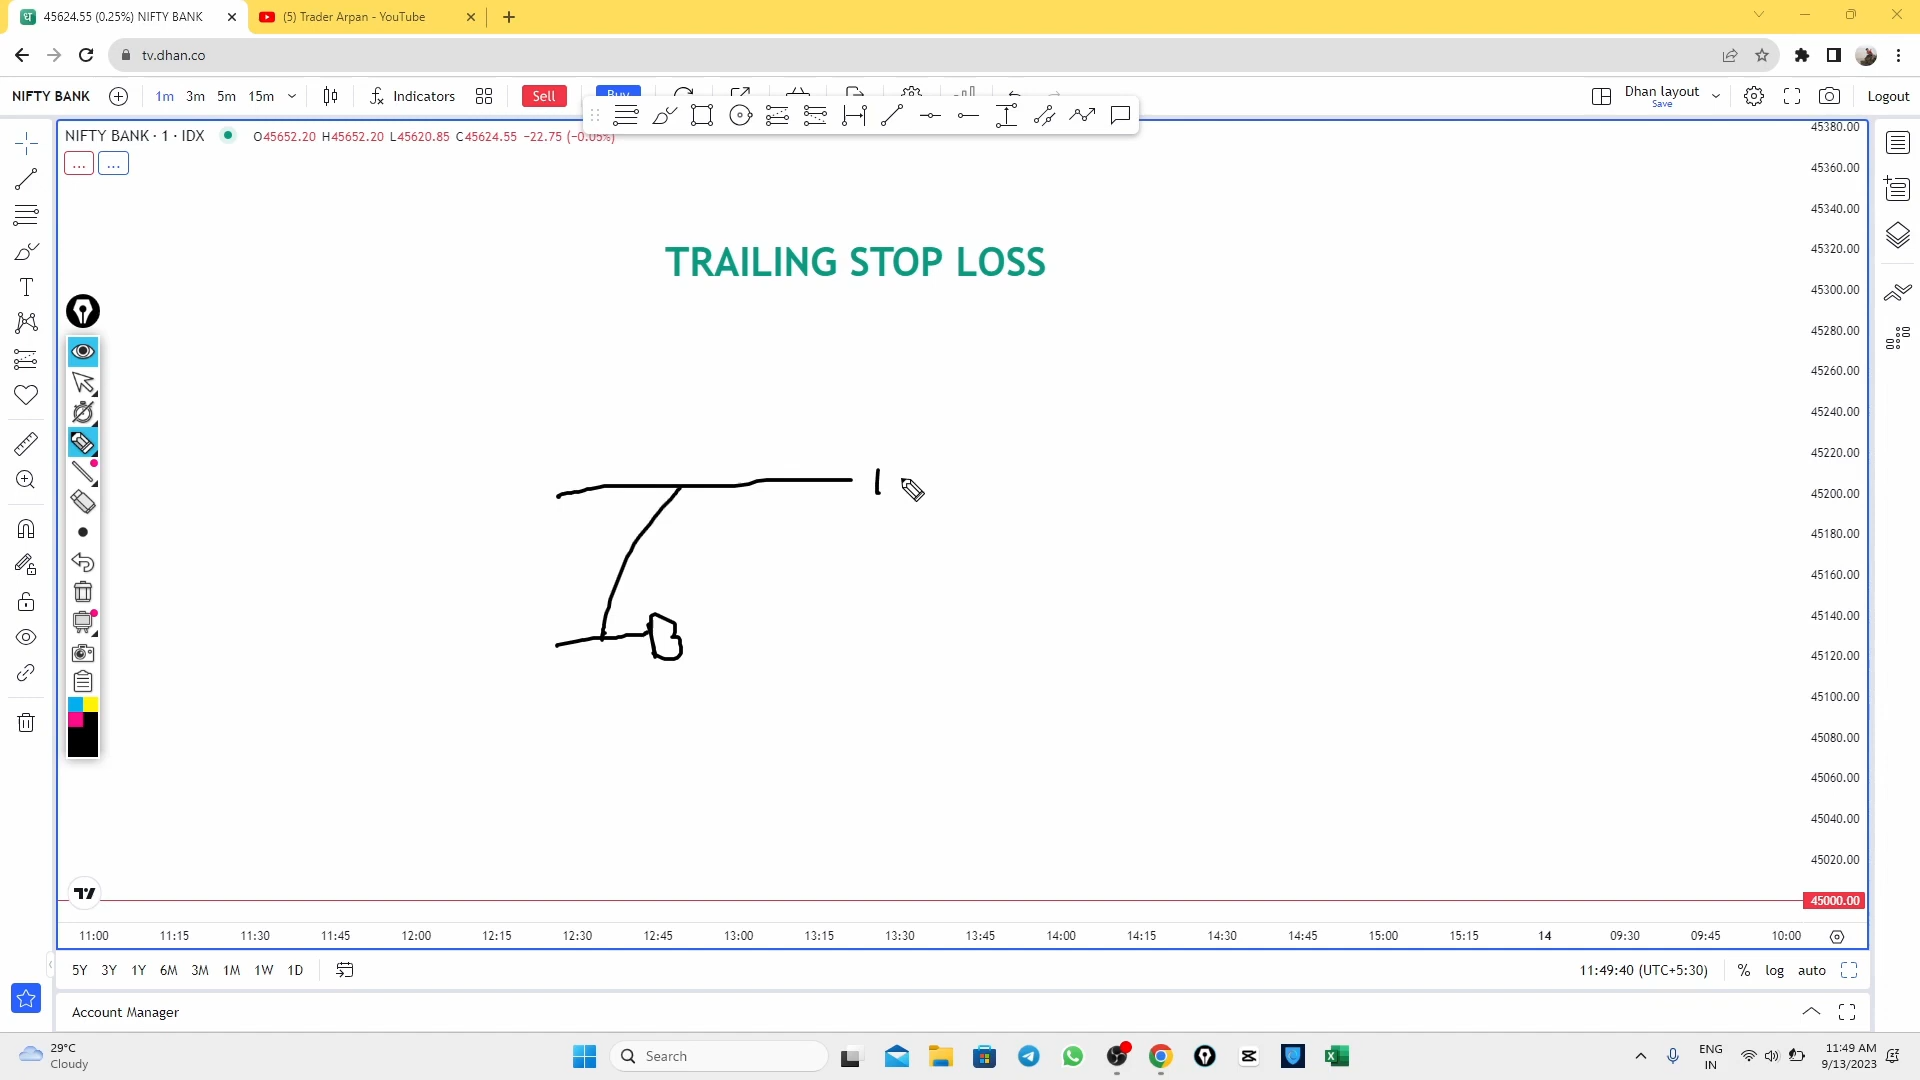 45624.55 (0.25%) NIFTY BANK
(5) Trader Arpan - YouTube
tv.dhan.co
NIFTY BANK
1m 3m 5m 15m
Indicators
Sell
Buy
Dhan layout
Save
Logout
NIFTY BANK · 1 · IDX O45652.20 H45652.20 L45620.85 C45624.55 −22.75 (−0.05%)
... ...
TRAILING STOP LOSS
1
B
45380.00
45360.00
45340.00
45320.00
45300.00
45280.00
45260.00
45240.00
45220.00
45200.00
45180.00
45160.00
45140.00
45120.00
45100.00
45080.00
45060.00
45040.00
45020.00
45000.00
11:00 11:15 11:30 11:45 12:00 12:15 12:30 12:45 13:00 13:15 13:30 13:45 14:00 14:15 14:30 14:45 15:00 15:15 14 09:30 09:45 10:00
5Y 3Y 1Y 6M 3M 1M 1W 1D
11:49:40 (UTC+5:30) % log auto
Account Manager
29°C
Cloudy
Search
ENG
IN
11:49 AM
9/13/2023